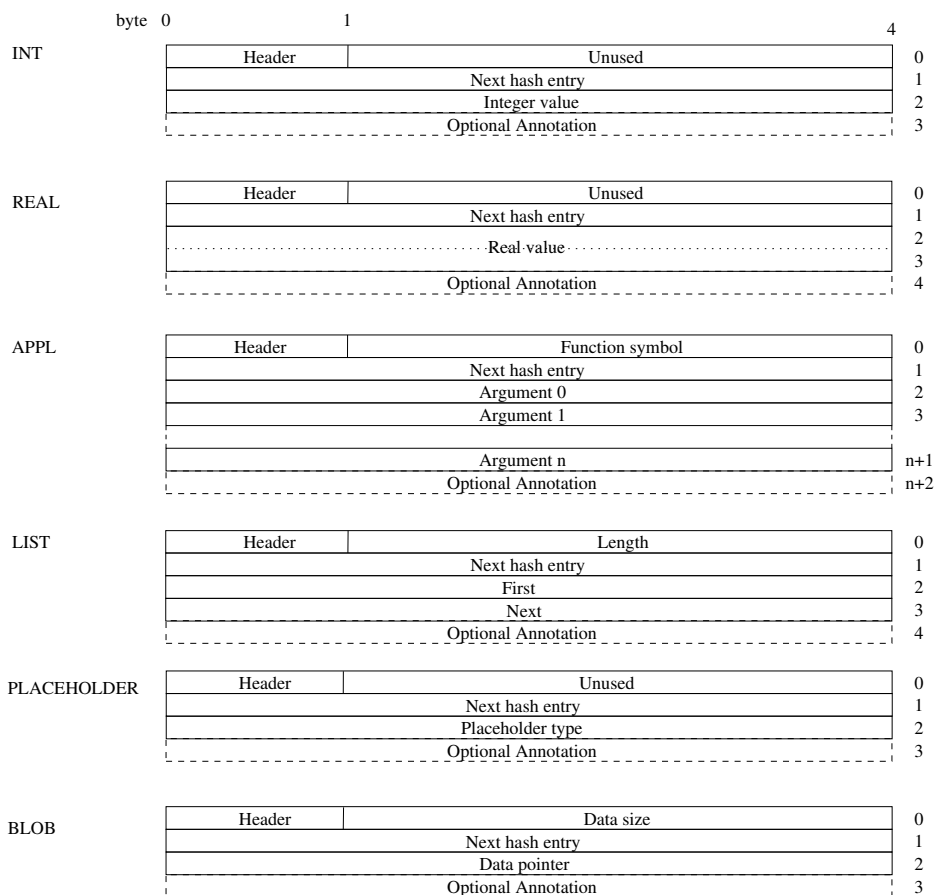 byte 0 1 4
INT Header Unused 0
Next hash entry 1
Integer value 2
Optional Annotation 3
REAL Header Unused 0
Next hash entry 1
2
Real value
3
Optional Annotation 4
APPL Header Function symbol 0
Next hash entry 1
Argument 0 2
Argument 1 3
Argument n n+1
Optional Annotation n+2
LIST Header Length 0
Next hash entry 1
First 2
Next 3
Optional Annotation 4
PLACEHOLDER Header Unused 0
Next hash entry 1
Placeholder type 2
Optional Annotation 3
BLOB Header Data size 0
Next hash entry 1
Data pointer 2
Optional Annotation 3